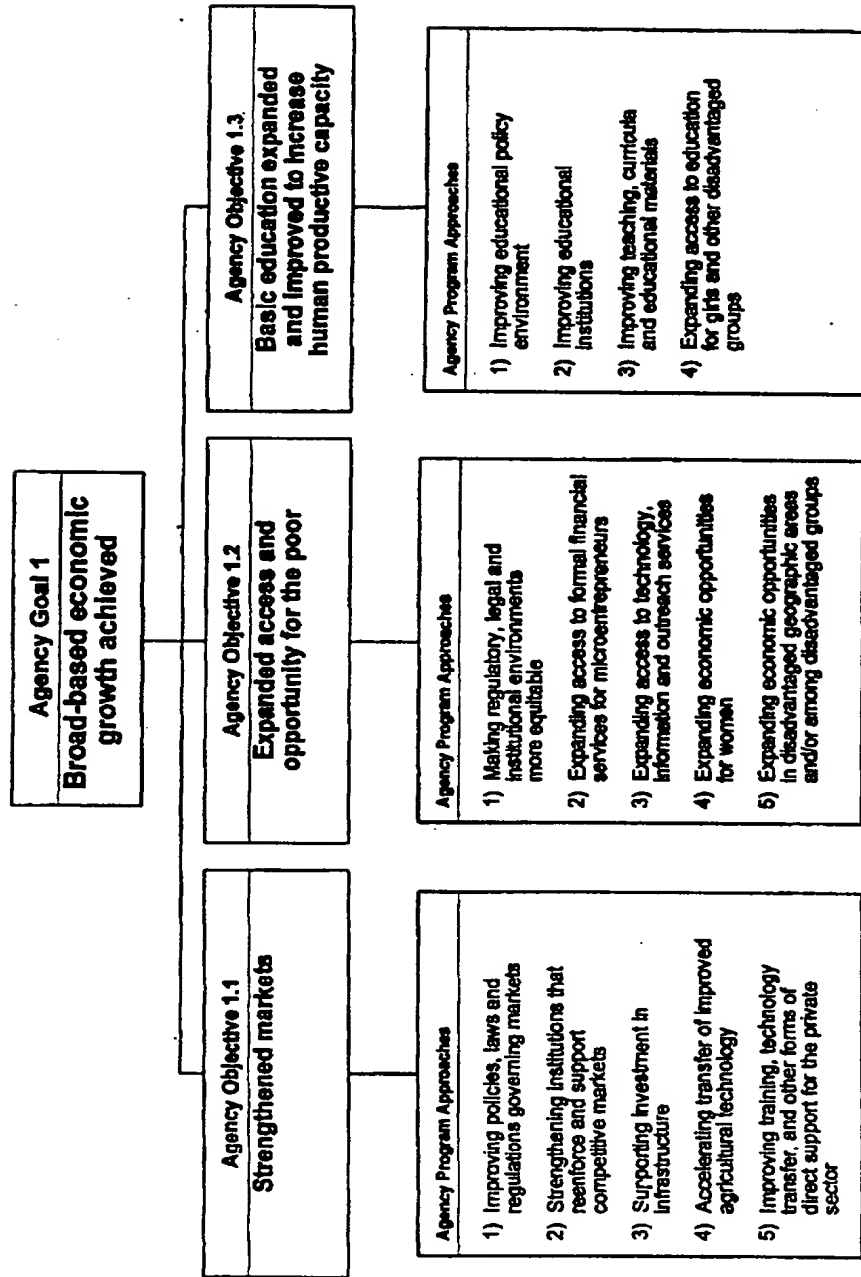 Agency Goal 1
Broad-based economic
growth achieved
Agency Objective 1.1
Strengthened markets
Agency Program Approaches
1) Improving policies, laws and
regulations governing markets
2) Strengthening institutions that
reenforce and support
competitive markets
3) Supporting investment in
infrastructure
4) Accelerating transfer of improved
agricultural technology
5) Improving training, technology
transfer, and other forms of
direct support for the private
sector
Agency Objective 1.2
Expanded access and
opportunity for the poor
Agency Program Approaches
1) Making regulatory, legal and
institutional environments
more equitable
2) Expanding access to formal financial
services for microentrepreneurs
3) Expanding access to technology,
information and outreach services
4) Expanding economic opportunities
for women
5) Expanding economic opportunities
in disadvantaged geographic areas
and/or among disadvantaged groups
Agency Objective 1.3
Basic education expanded
and improved to increase
human productive capacity
Agency Program Approaches
1) Improving educational policy
environment
2) Improving educational
institutions
3) Improving teaching, curricula
and educational materials
4) Expanding access to education
for girls and other disadvantaged
groups